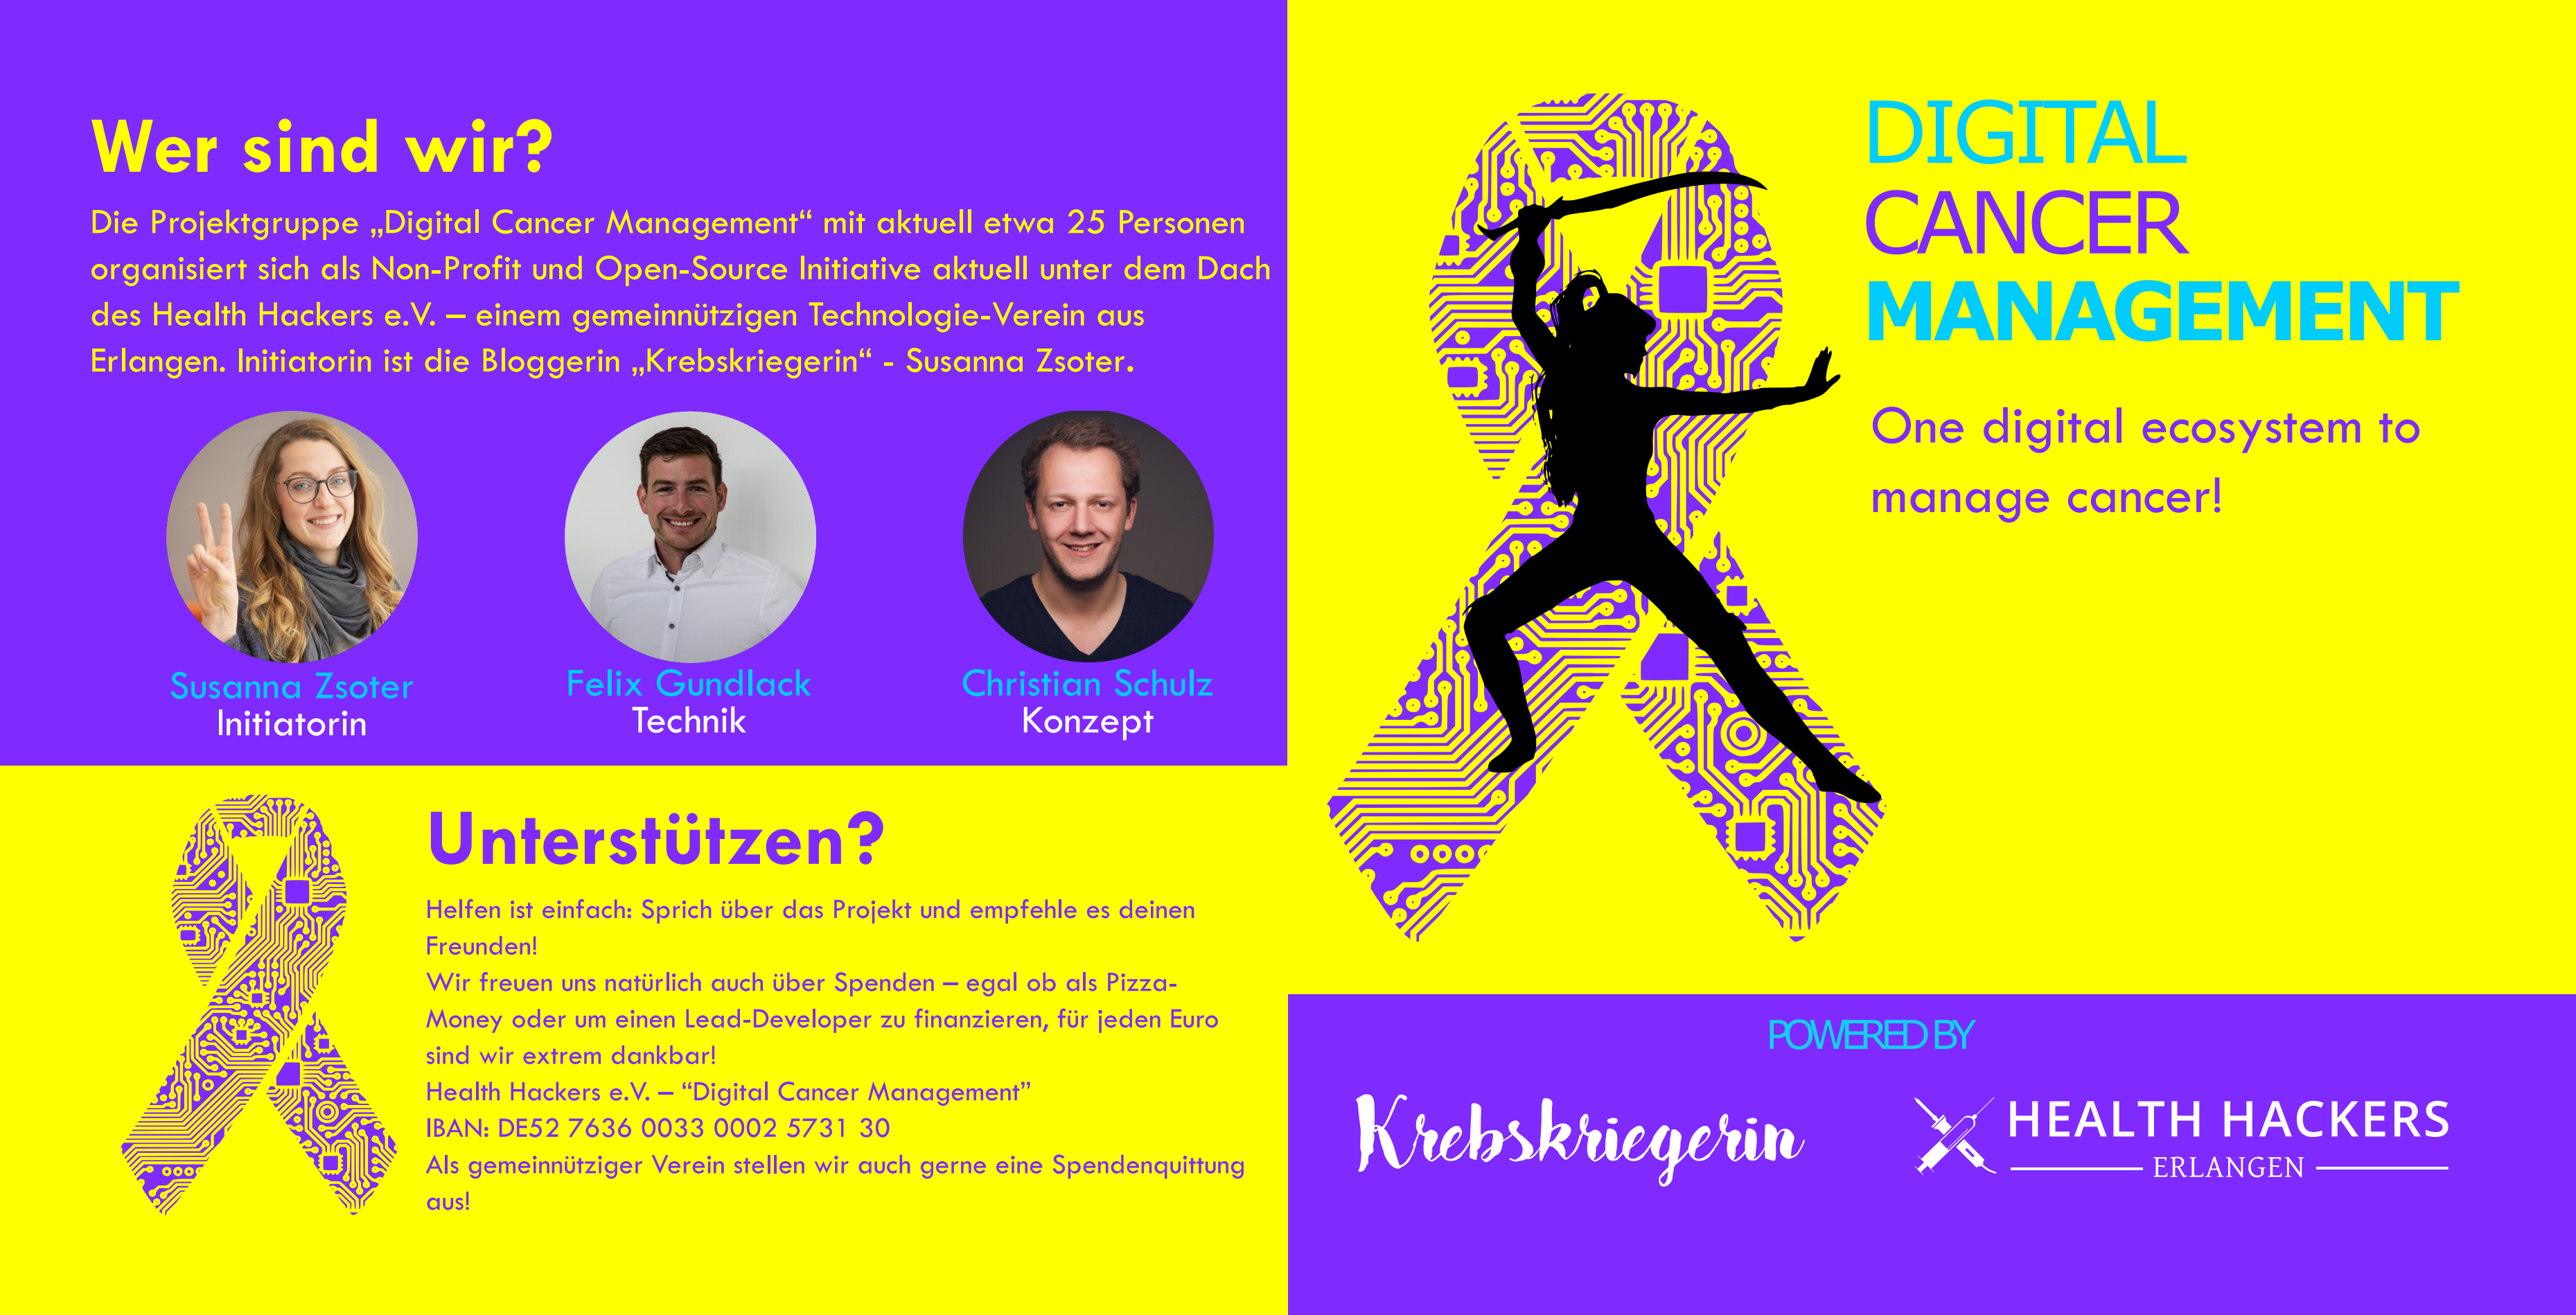 Wer sind wir?
Die Projektgruppe „Digital Cancer Management“ mit aktuell etwa 25 Personen
organisiert sich als Non-Profit und Open-Source Initiative aktuell unter dem Dach
des Health Hackers e.V. – einem gemeinnützigen Technologie-Verein aus
Erlangen. Initiatorin ist die Bloggerin „Krebskriegerin“ - Susanna Zsoter.
Susanna Zsoter
Initiatorin
Felix Gundlack
Technik
Christian Schulz
Konzept
Unterstützen?
Helfen ist einfach: Sprich über das Projekt und empfehle es deinen
Freunden!
Wir freuen uns natürlich auch über Spenden – egal ob als Pizza-
Money oder um einen Lead-Developer zu finanzieren, für jeden Euro
sind wir extrem dankbar!
Health Hackers e.V. – “Digital Cancer Management”
IBAN: DE52 7636 0033 0002 5731 30
Als gemeinnütziger Verein stellen wir auch gerne eine Spendenquittung
aus!
DIGITAL
CANCER
MANAGEMENT
One digital ecosystem to
manage cancer!
POWERED BY
Krebskriegerin
HEALTH HACKERS
ERLANGEN